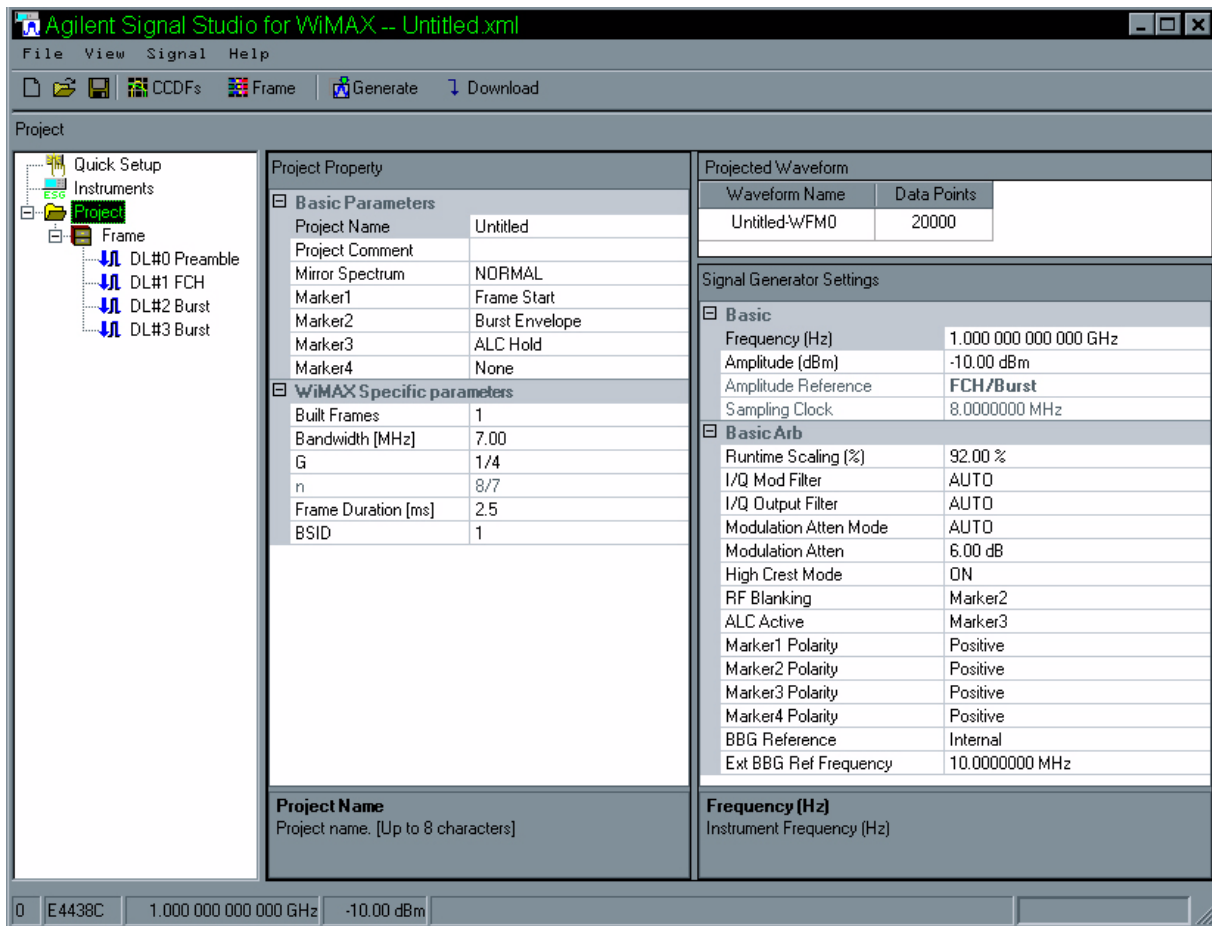 Agilent Signal Studio for WiMAX -- Untitled.xml
File View Signal Help
CCDFs Frame Generate Download
Project
Quick Setup
ESG
Instruments
Project
Frame
DL#0 Preamble
DL#1 FCH
DL#2 Burst
DL#3 Burst
Project Property
Basic Parameters
Project Name Untitled
Project Comment
Mirror Spectrum NORMAL
Marker1 Frame Start
Marker2 Burst Envelope
Marker3 ALC Hold
Marker4 None
WiMAX Specific parameters
Built Frames 1
Bandwidth [MHz] 7.00
G 1/4
n 8/7
Frame Duration [ms] 2.5
BSID 1
Project Name
Project name. [Up to 8 characters]
Projected Waveform
Waveform Name Data Points
Untitled-WFM0 20000
Signal Generator Settings
Basic
Frequency (Hz) 1.000 000 000 000 GHz
Amplitude (dBm) -10.00 dBm
Amplitude Reference FCH/Burst
Sampling Clock 8.0000000 MHz
Basic Arb
Runtime Scaling (%) 92.00 %
I/Q Mod Filter AUTO
I/Q Output Filter AUTO
Modulation Atten Mode AUTO
Modulation Atten 6.00 dB
High Crest Mode ON
RF Blanking Marker2
ALC Active Marker3
Marker1 Polarity Positive
Marker2 Polarity Positive
Marker3 Polarity Positive
Marker4 Polarity Positive
BBG Reference Internal
Ext BBG Ref Frequency 10.0000000 MHz
Frequency (Hz)
Instrument Frequency (Hz)
0 E4438C 1.000 000 000 000 GHz -10.00 dBm